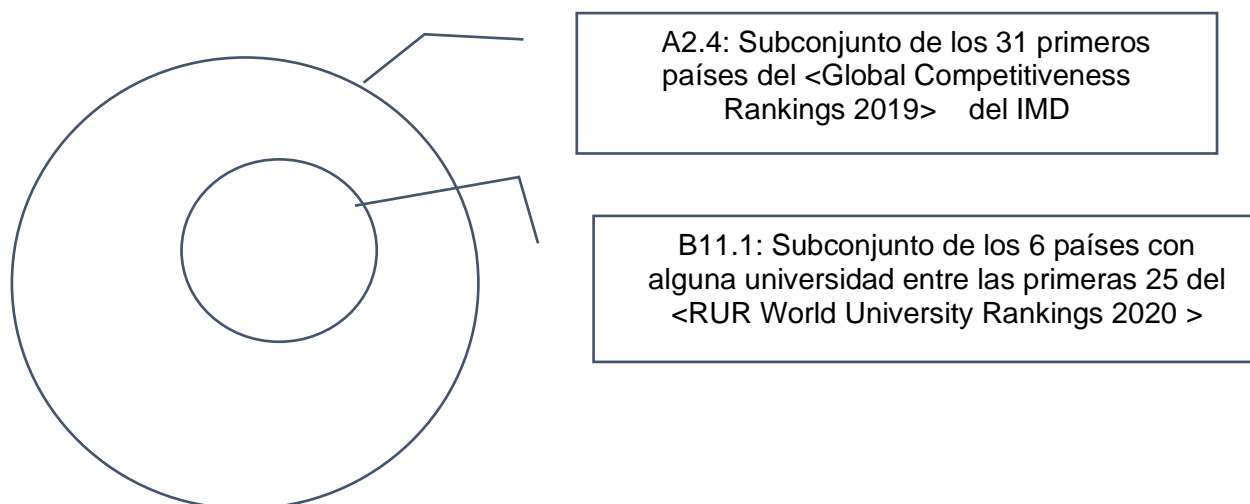 A2.4: Subconjunto de los 31 primeros
países del <Global Competitiveness
Rankings 2019> del IMD
B11.1: Subconjunto de los 6 países con
alguna universidad entre las primeras 25 del
<RUR World University Rankings 2020 >